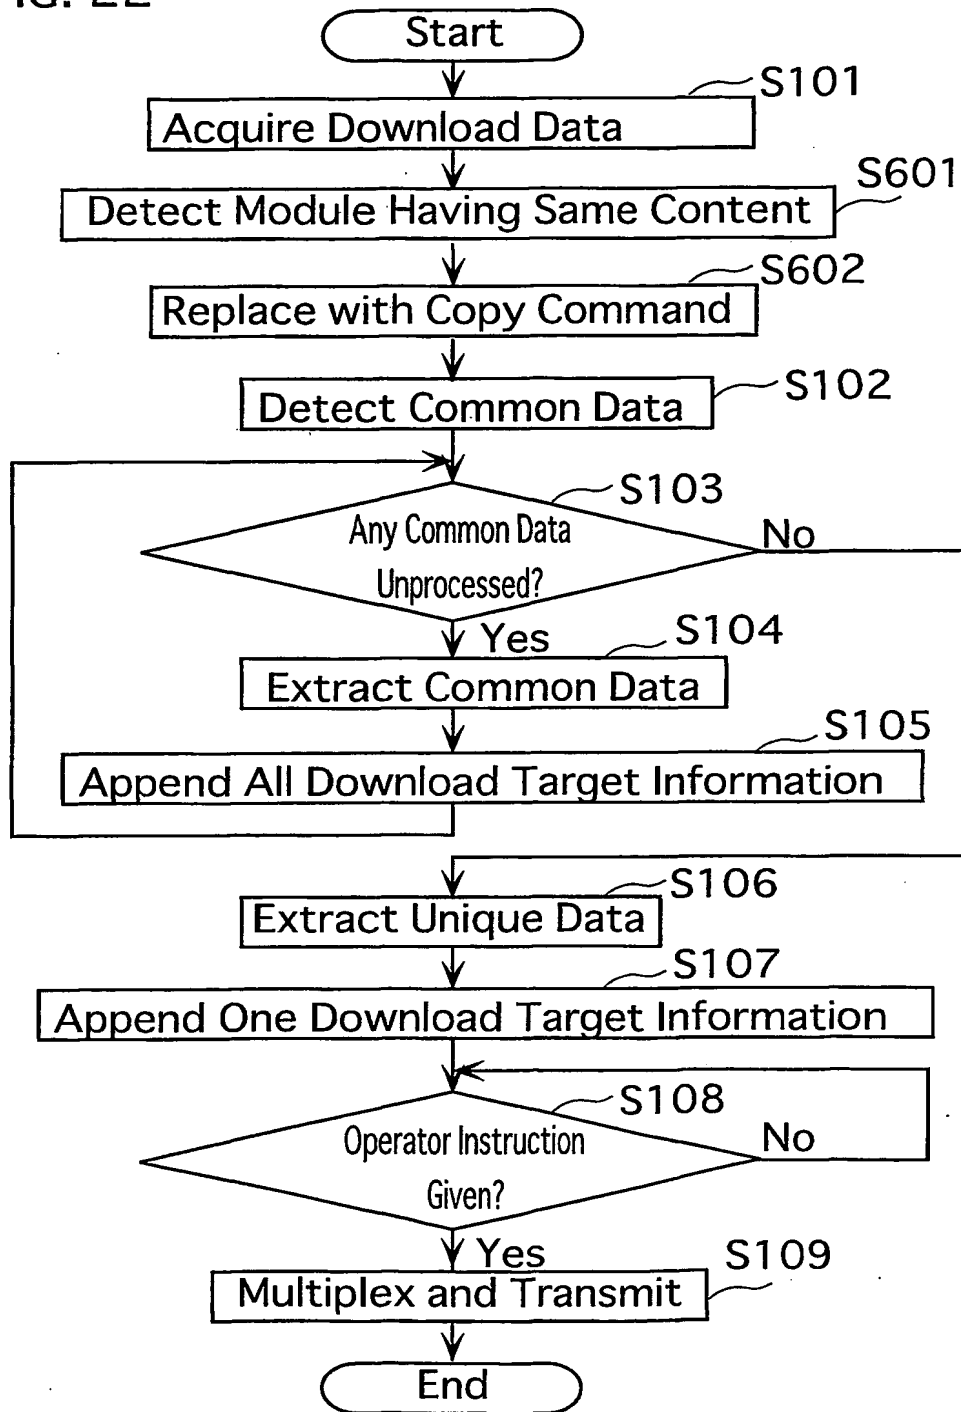 FIG. 22
Start
S101
Acquire Download Data
S601
Detect Module Having Same Content
S602
Replace with Copy Command
S102
Detect Common Data
S103
Any Common Data
Unprocessed?
No
Yes
S104
Extract Common Data
S105
Append All Download Target Information
S106
Extract Unique Data
S107
Append One Download Target Information
S108
Operator Instruction
Given?
No
Yes
S109
Multiplex and Transmit
End